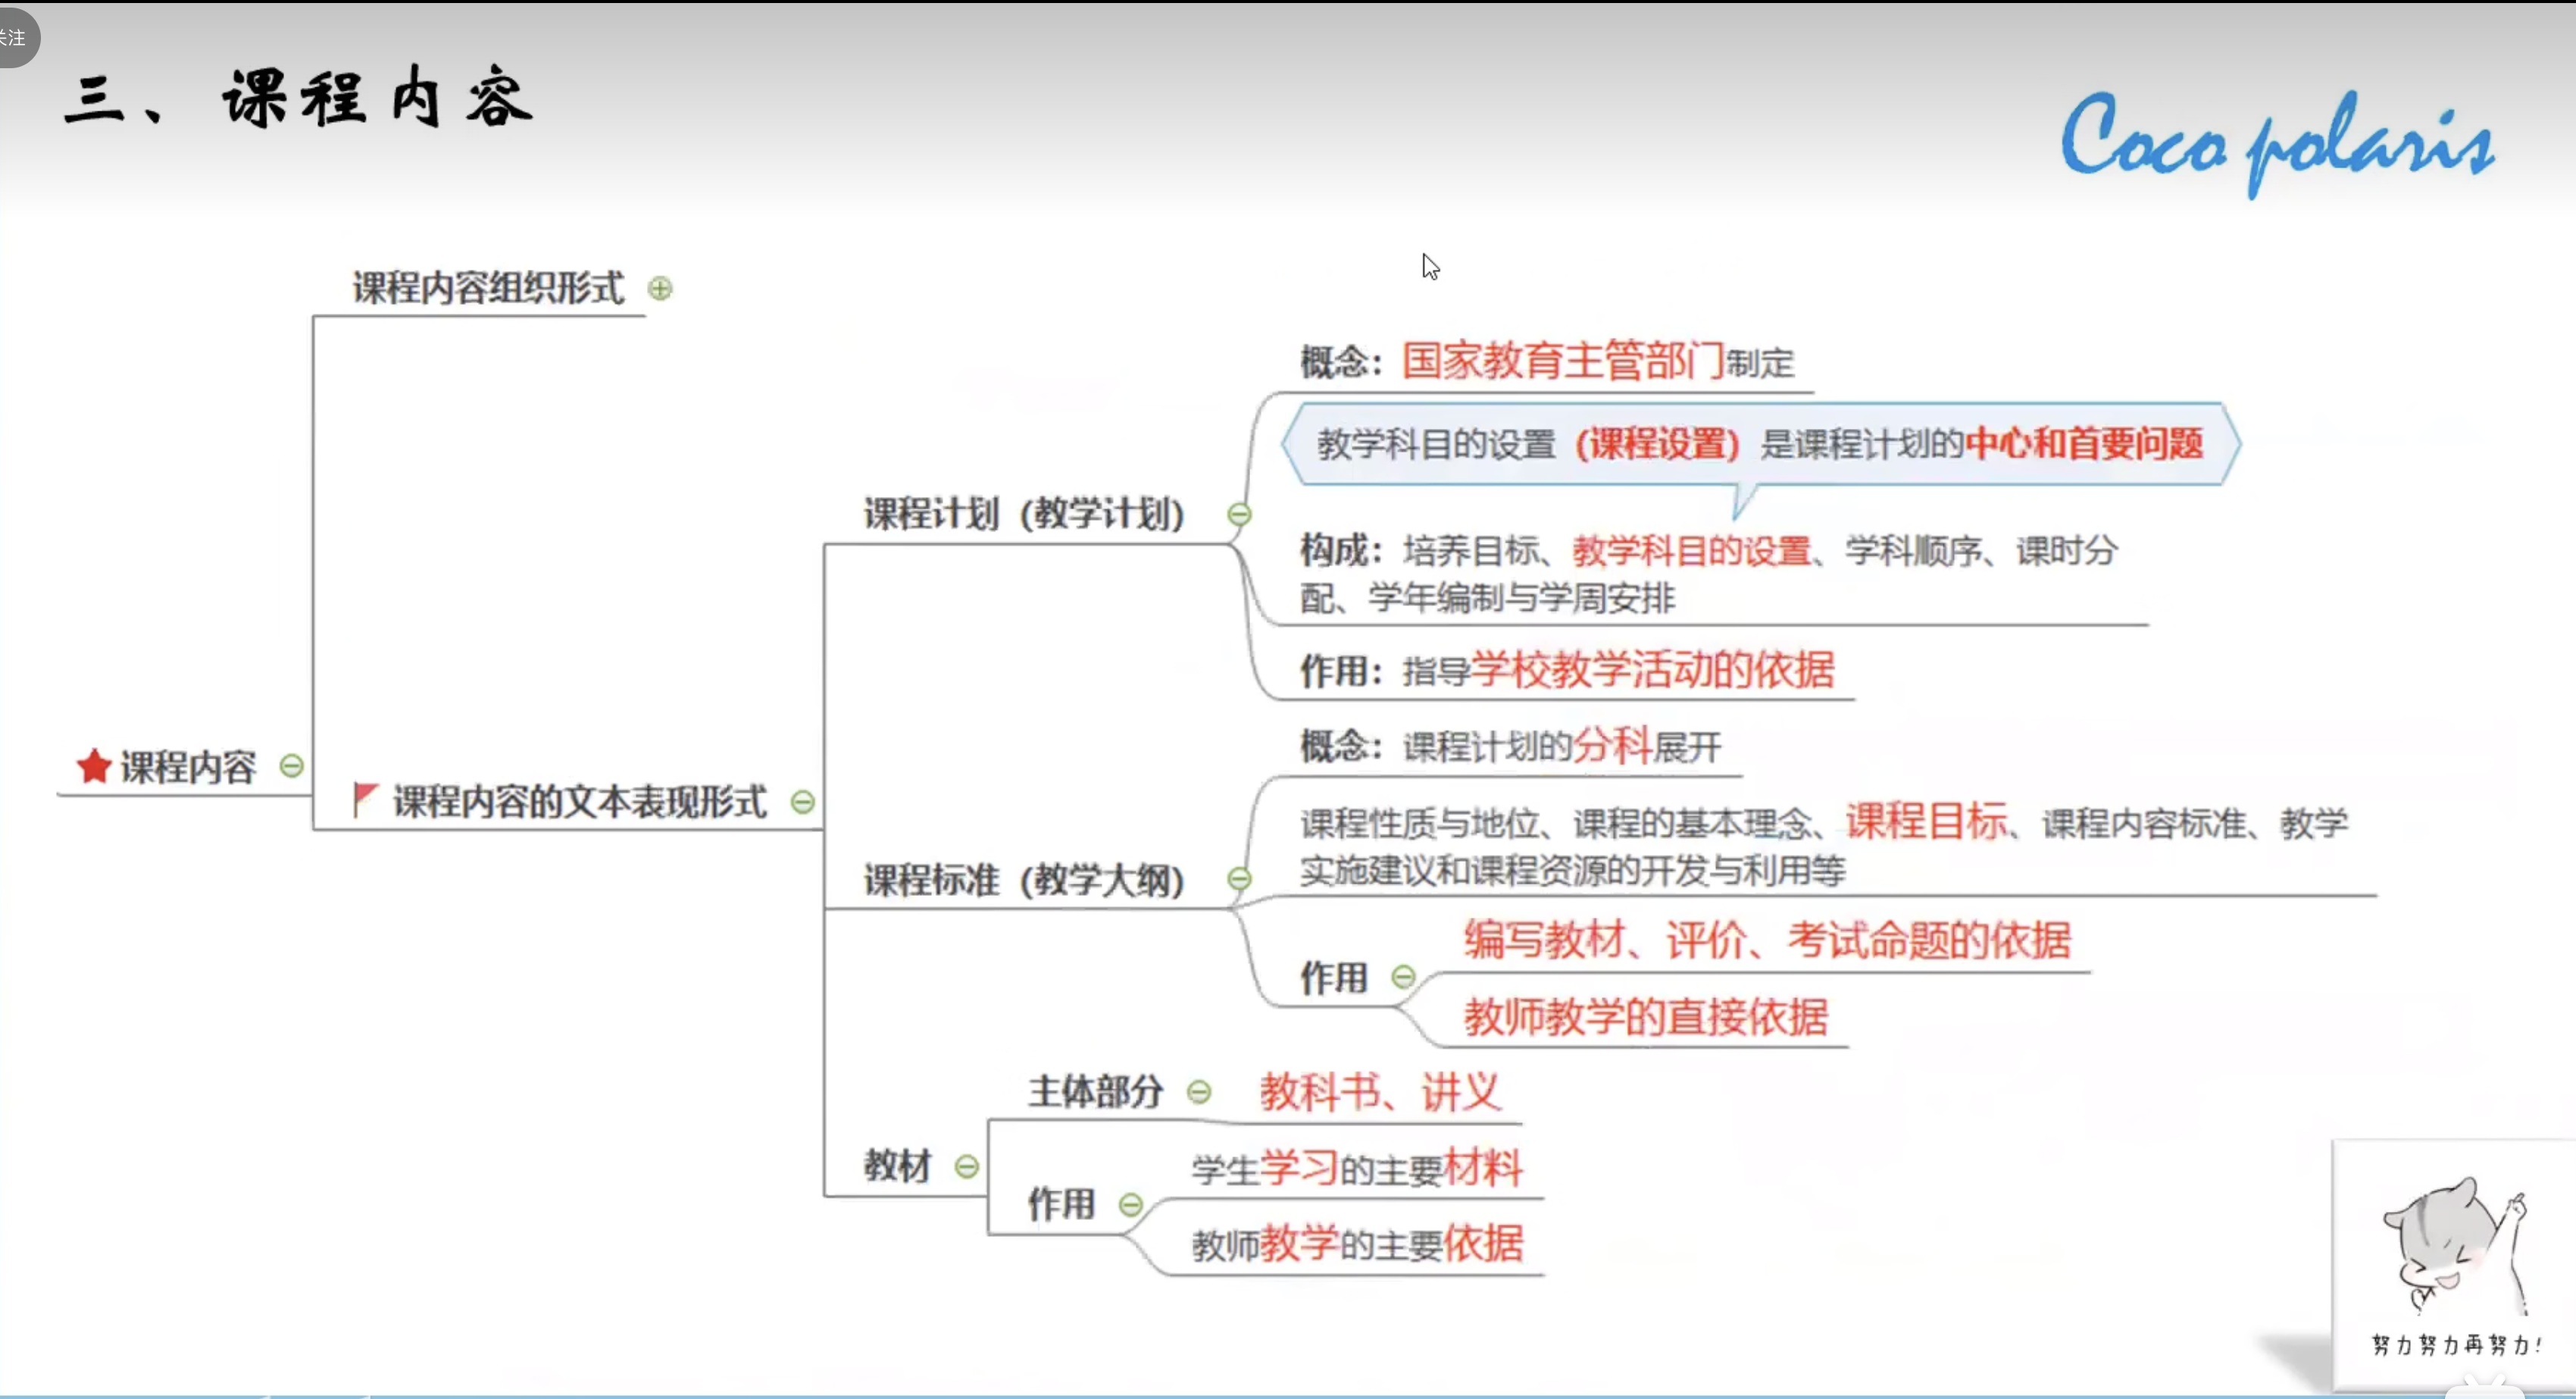 关注
三、课程内容
Coco polaris
课程内容组织形式
概念：国家教育主管部门制定
教学科目的设置（课程设置）是课程计划的中心和首要问题
课程计划（教学计划）
构成：培养目标、教学科目的设置、学科顺序、课时分
配、学年编制与学周安排
作用：指导学校教学活动的依据
概念：课程计划的分科展开
课程内容
课程内容的文本表现形式
课程性质与地位、课程的基本理念、课程目标、课程内容标准、教学
实施建议和课程资源的开发与利用等
课程标准（教学大纲）
编写教材、评价、考试命题的依据
作用
教师教学的直接依据
主体部分
教科书、讲义
教材
学生学习的主要材料
作用
教师教学的主要依据
努力努力再努力！